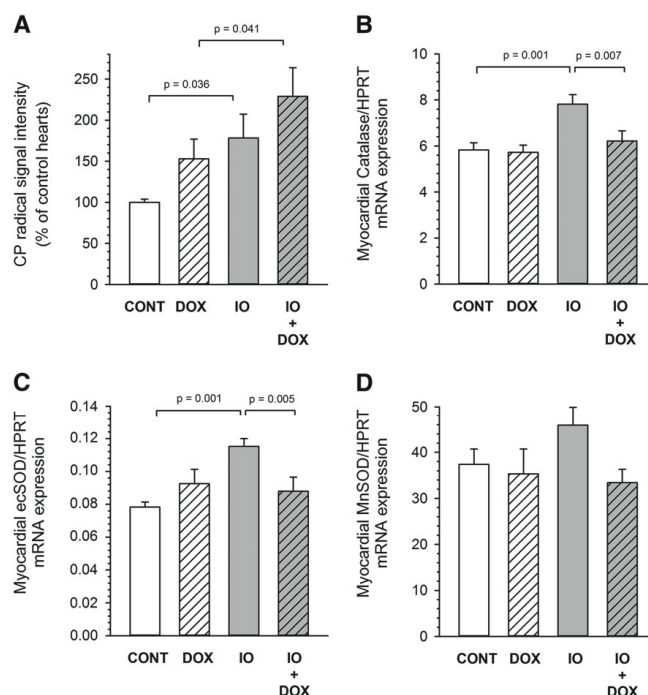 A
CP radical signal intensity
(% of control hearts)
250
200
150
100
50
0
p = 0.041
p = 0.036
CONT DOX IO IO
+
DOX
B
Myocardial Catalase/HPRT
mRNA expression
10
8
6
4
2
0
p = 0.001 p = 0.007
CONT DOX IO IO
+
DOX
C
Myocardial ecSOD/HPRT
mRNA expression
0.14
0.12
0.10
0.08
0.06
0.04
0.02
0.00
p = 0.001 p = 0.005
CONT DOX IO IO
+
DOX
D
Myocardial MnSOD/HPRT
mRNA expression
50
40
30
20
10
0
CONT DOX IO IO
+
DOX